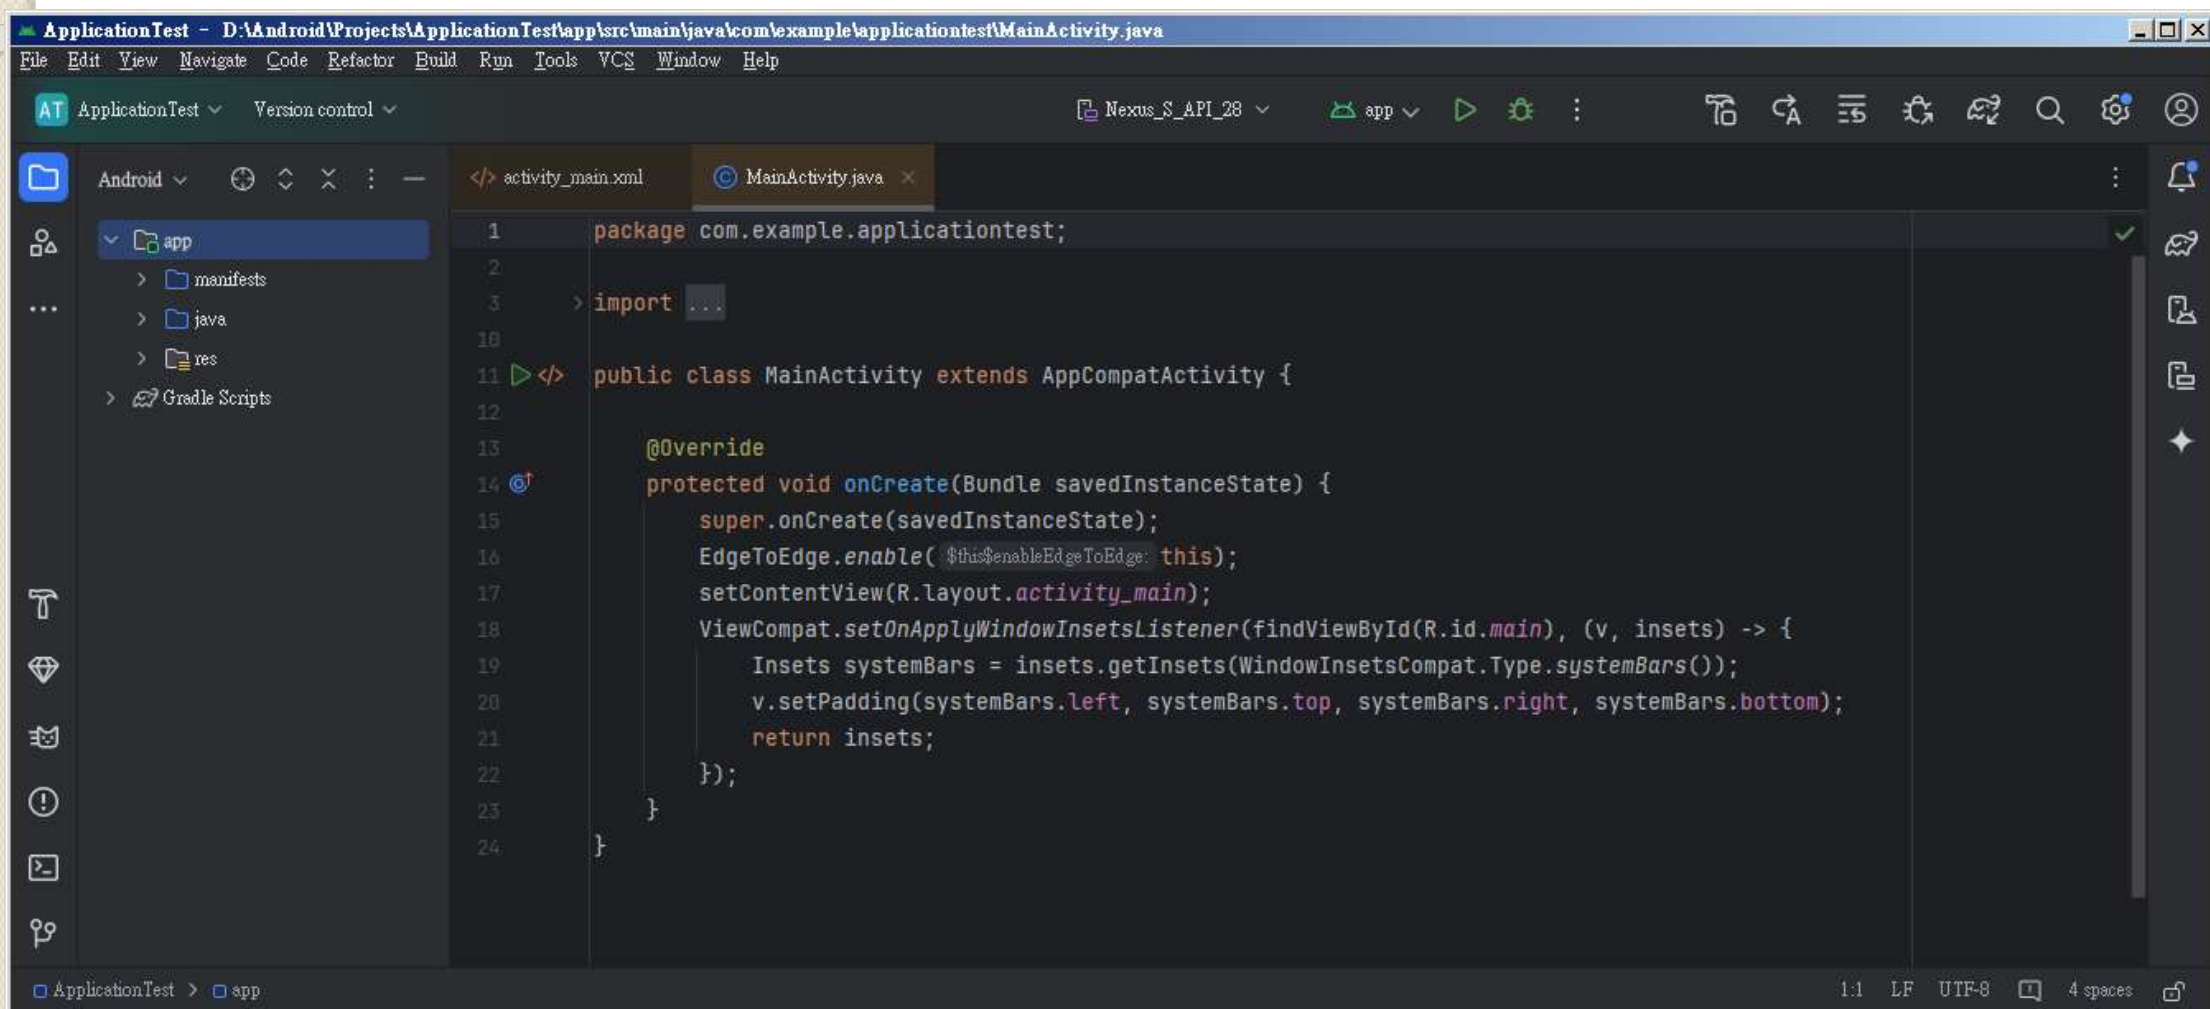 ApplicationTest - D:\Android\Projects\ApplicationTest\app\src\main\java\com\example\applicationtest\MainActivity.java
File Edit View Navigate Code Refactor Build Run Tools VCS Window Help
AT ApplicationTest Version control Nexus_S_API_28 app
Android </> activity_main.xml MainActivity.java
app
manifests
java
res
Gradle Scripts
1 package com.example.applicationtest;
2
3 import ...
10
11 </> public class MainActivity extends AppCompatActivity {
12
13 @Override
14 protected void onCreate(Bundle savedInstanceState) {
15 super.onCreate(savedInstanceState);
16 EdgeToEdge.enable( $this$enableEdgeToEdge: this);
17 setContentView(R.layout.activity_main);
18 ViewCompat.setOnApplyWindowInsetsListener(findViewById(R.id.main), (v, insets) -> {
19 Insets systemBars = insets.getInsets(WindowInsetsCompat.Type.systemBars());
20 v.setPadding(systemBars.left, systemBars.top, systemBars.right, systemBars.bottom);
21 return insets;
22 });
23 }
24 }
ApplicationTest > app 1:1 LF UTF-8 4 spaces